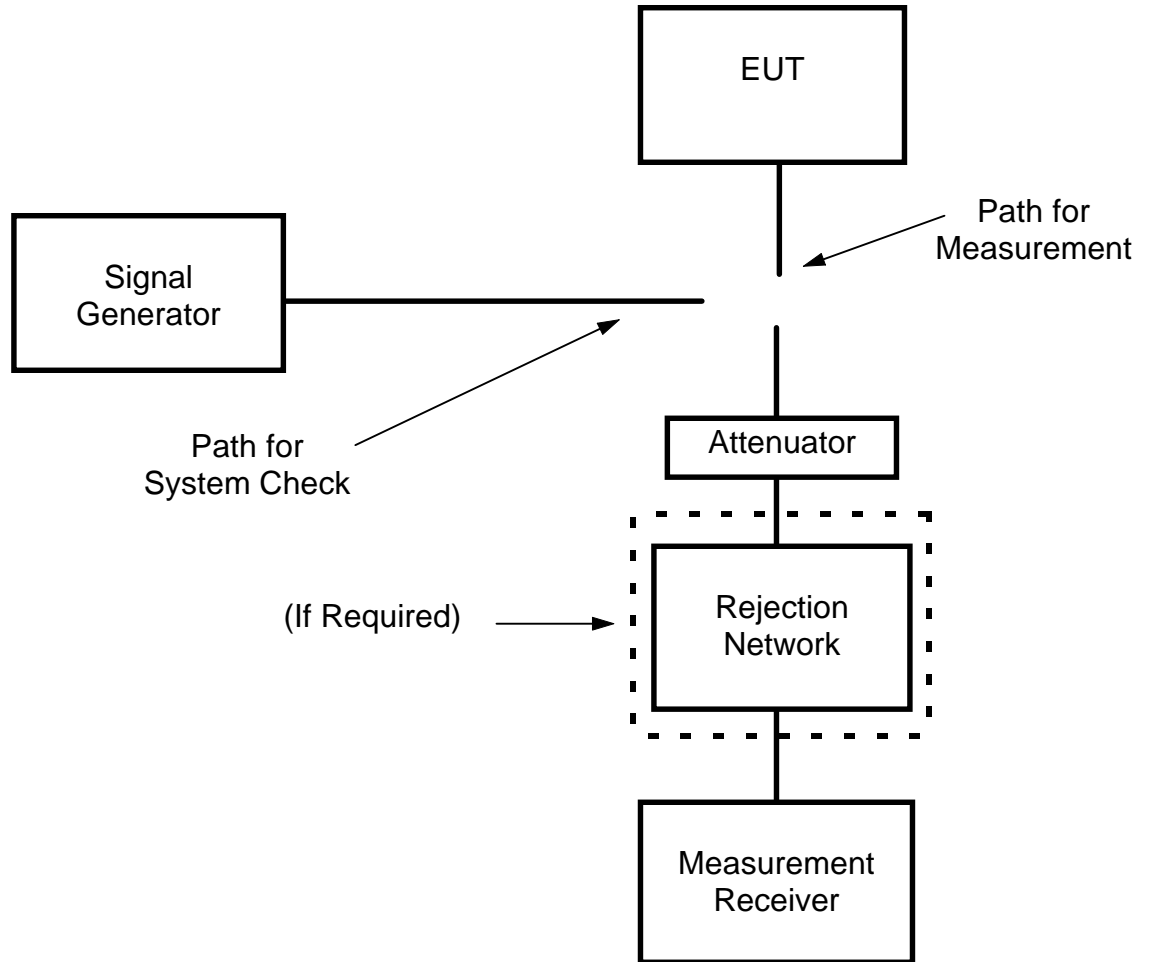 EUT
Path for
Measurement
Signal
Generator
Path for
System Check
Attenuator
(If Required)
Rejection
Network
Measurement
Receiver